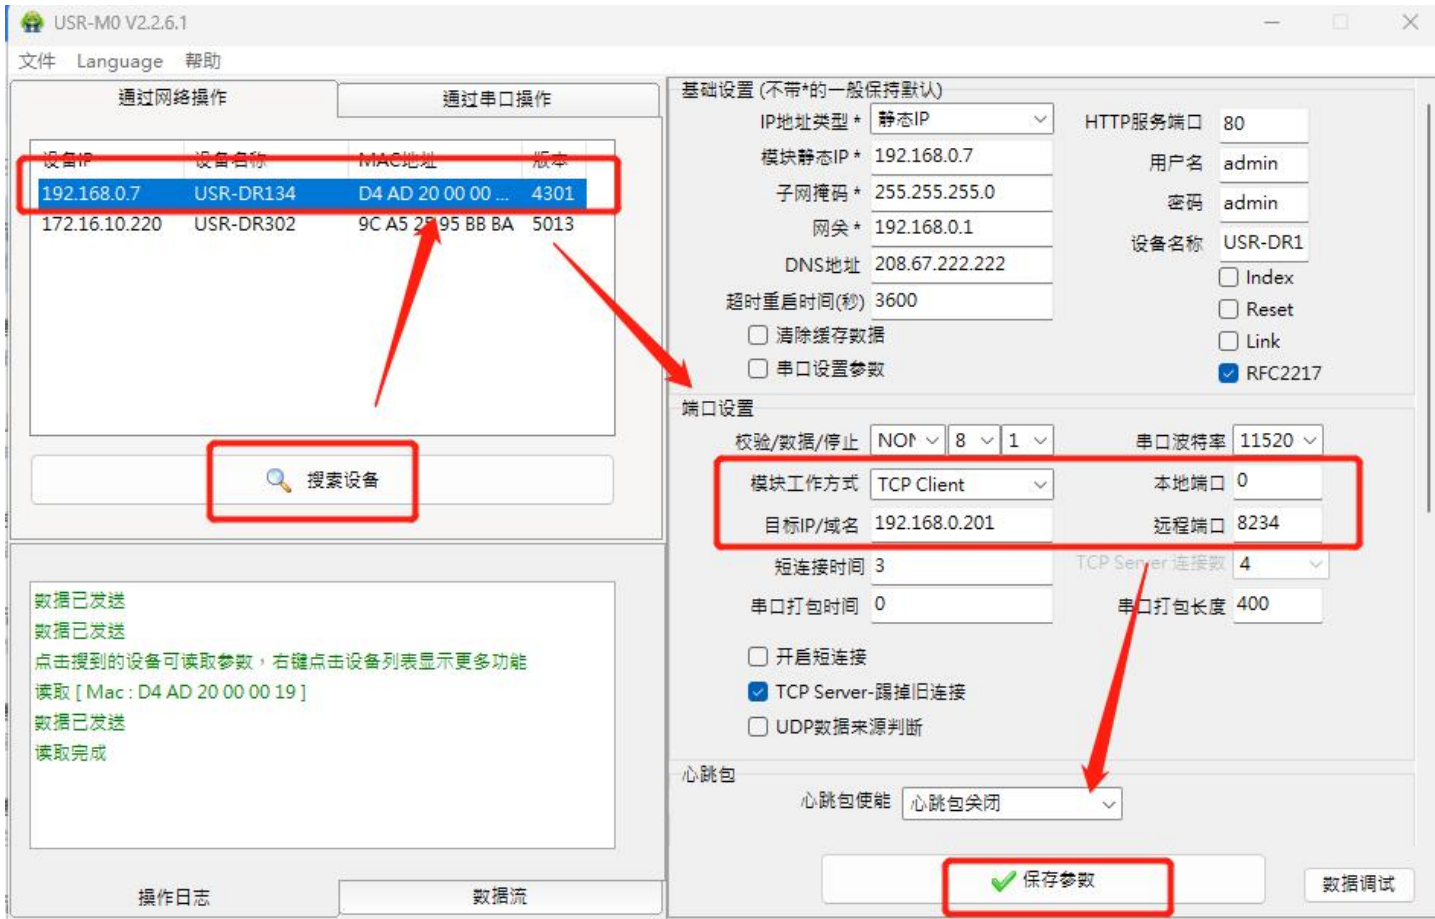 USR-M0 V2.2.6.1
文件 Language 帮助
通过网络操作 通过串口操作
设备IP 设备名称 MAC地址 版本
192.168.0.7 USR-DR134 D4 AD 20 00 00 ... 4301
172.16.10.220 USR-DR302 9C A5 25 95 BB BA 5013
搜索设备
数据已发送
数据已发送
点击搜到的设备可读取参数，右键点击设备列表显示更多功能
读取 [ Mac : D4 AD 20 00 00 19 ]
数据已发送
读取完成
操作日志 数据流
基础设置 (不带*的一般保持默认)
IP地址类型 * 静态IP HTTP服务端口 80
模块静态IP * 192.168.0.7 用户名 admin
子网掩码 * 255.255.255.0 密码 admin
网关 * 192.168.0.1 设备名称 USR-DR1
DNS地址 208.67.222.222 Index
超时重启时间(秒) 3600 Reset
清除缓存数据 Link
串口设置参数 RFC2217
端口设置
校验/数据/停止 NON 8 1 串口波特率 11520
模块工作方式 TCP Client 本地端口 0
目标IP/域名 192.168.0.201 远程端口 8234
短连接时间 3 TCP Server 连接数 4
串口打包时间 0 串口打包长度 400
开启短连接
TCP Server-踢掉旧连接
UDP数据来源判断
心跳包
心跳包使能 心跳包关闭
保存参数 数据调试